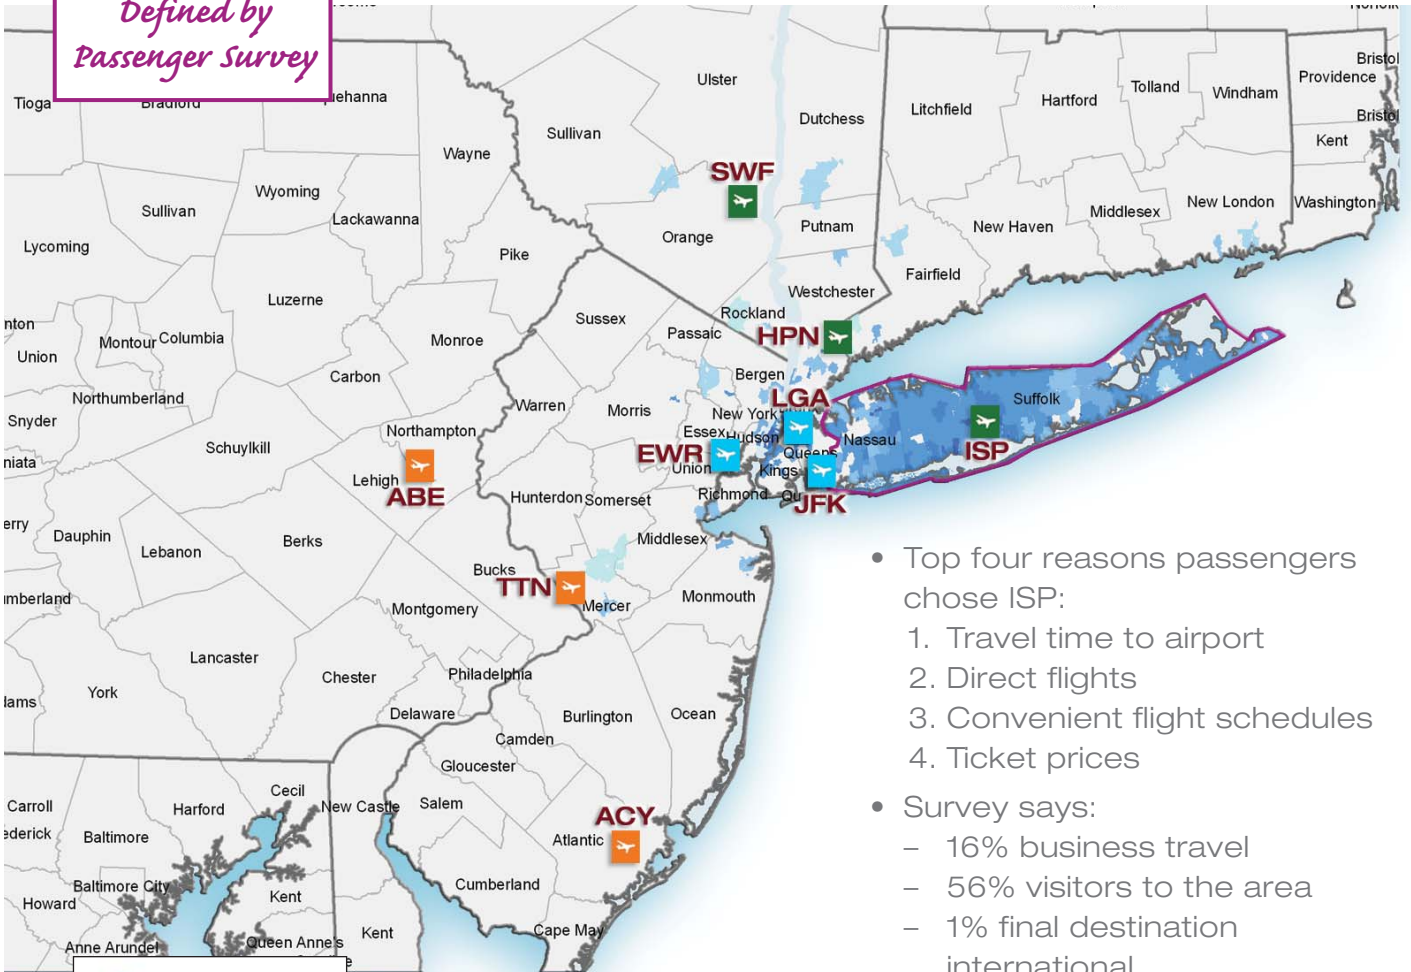 Defined by
Passenger Survey
Bristol
Providence
Tioga
Bradford
Ulster
Litchfield
Hartford
Tolland
Windham
Dutchess
Bristol
Sullivan
Kent
Wayne
SWF
Wyoming
Sullivan
Lackawanna
Putnam
New Haven
Middlesex
New London
Washington
Lycoming
Orange
Pike
Fairfield
Luzerne
Westchester
Rockland
Sussex
Passaic
HPN
Union
Montour
Columbia
Monroe
Bergen
Carbon
Northumberland
LGA
Suffolk
Warren
Morris
New York
Snyder
Northampton
Essex
Hudson
Nassau
Schuylkill
EWR
Queens
ISP
Union
Kings
Lehigh
ABE
Hunterdon
Somerset
Richmond
Qu
JFK
Dauphin
Lebanon
Berks
Middlesex
Bucks
TTN
Mercer
Monmouth
Montgomery
Lancaster
Chester
Philadelphia
York
Delaware
Burlington
Ocean
Camden
Gloucester
Cecil
Carroll
Harford
New Castle
Salem
ACY
Baltimore
Atlantic
Baltimore City
Cumberland
Howard
Kent
Kent
Cape May
Anne Arundel
Queen Anne's
• Top four reasons passengers
chose ISP:
1. Travel time to airport
2. Direct flights
3. Convenient flight schedules
4. Ticket prices
• Survey says:
– 16% business travel
– 56% visitors to the area
– 1% final destination
international